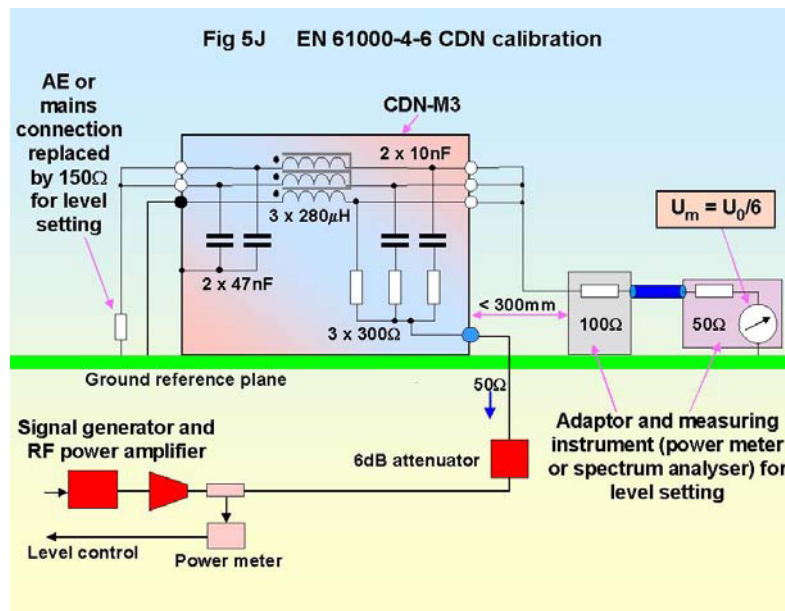 Fig 5J EN 61000-4-6 CDN calibration
AE or
mains
connection
replaced
by 150Ω
for level
setting
CDN-M3
2 x 10nF
3 x 280μH
2 x 47nF
3 x 300Ω
Um = U0/6
< 300mm
100Ω
50Ω
Ground reference plane
50Ω
Signal generator and
RF power amplifier
6dB attenuator
Adaptor and measuring
instrument (power meter
or spectrum analyser) for
level setting
Level control
Power meter